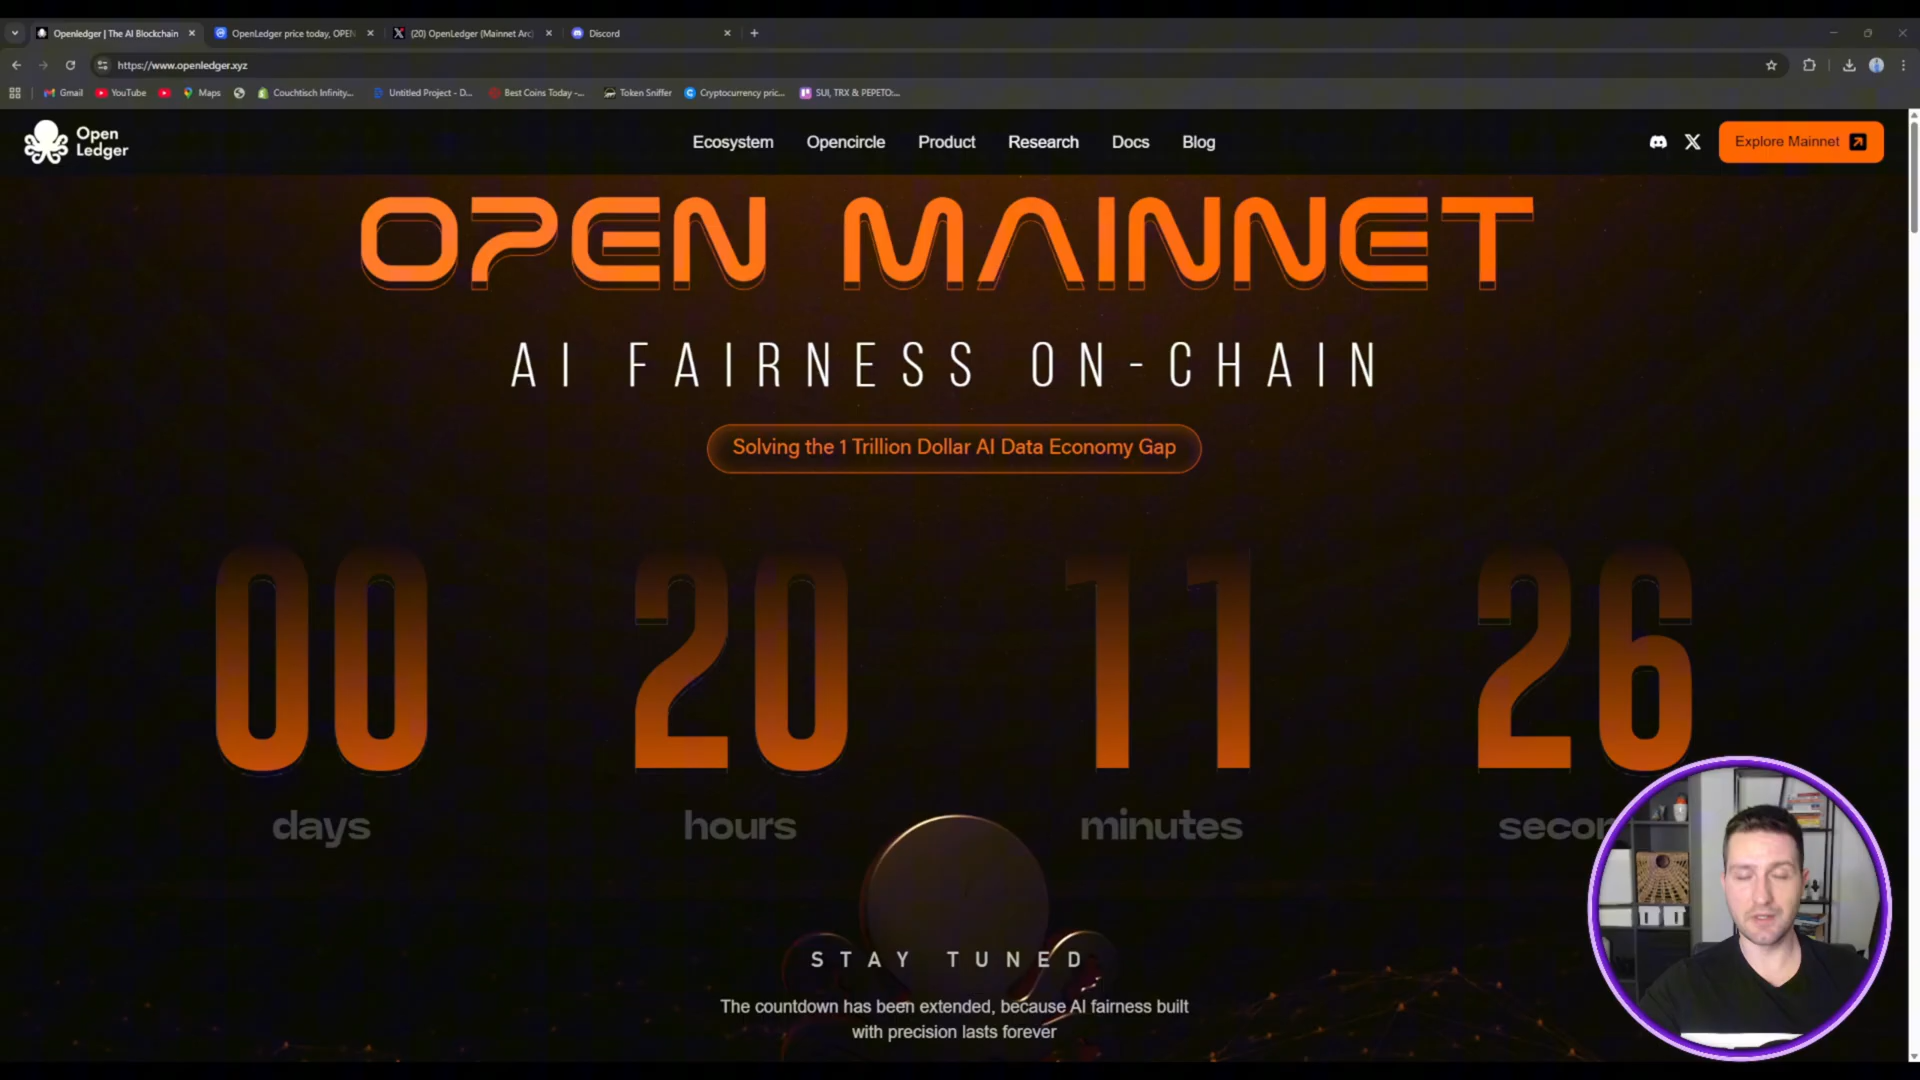 Openledger | The AI Blockchain
OpenLedger price today, OPEN
(20) OpenLedger (Mainnet Arc)
Discord
https://www.openledger.xyz
Gmail
YouTube
Maps
Couchtisch Infinity...
Untitled Project - D...
Best Coins Today -...
Token Sniffer
Cryptocurrency pric...
SUI, TRX & PEPETO:...
Open Ledger
Ecosystem
Opencircle
Product
Research
Docs
Blog
Explore Mainnet
OPEN MAINNET
AI FAIRNESS ON-CHAIN
Solving the 1 Trillion Dollar AI Data Economy Gap
00 20 11 26
days hours minutes secon
STAY TUNED
The countdown has been extended, because AI fairness built
with precision lasts forever